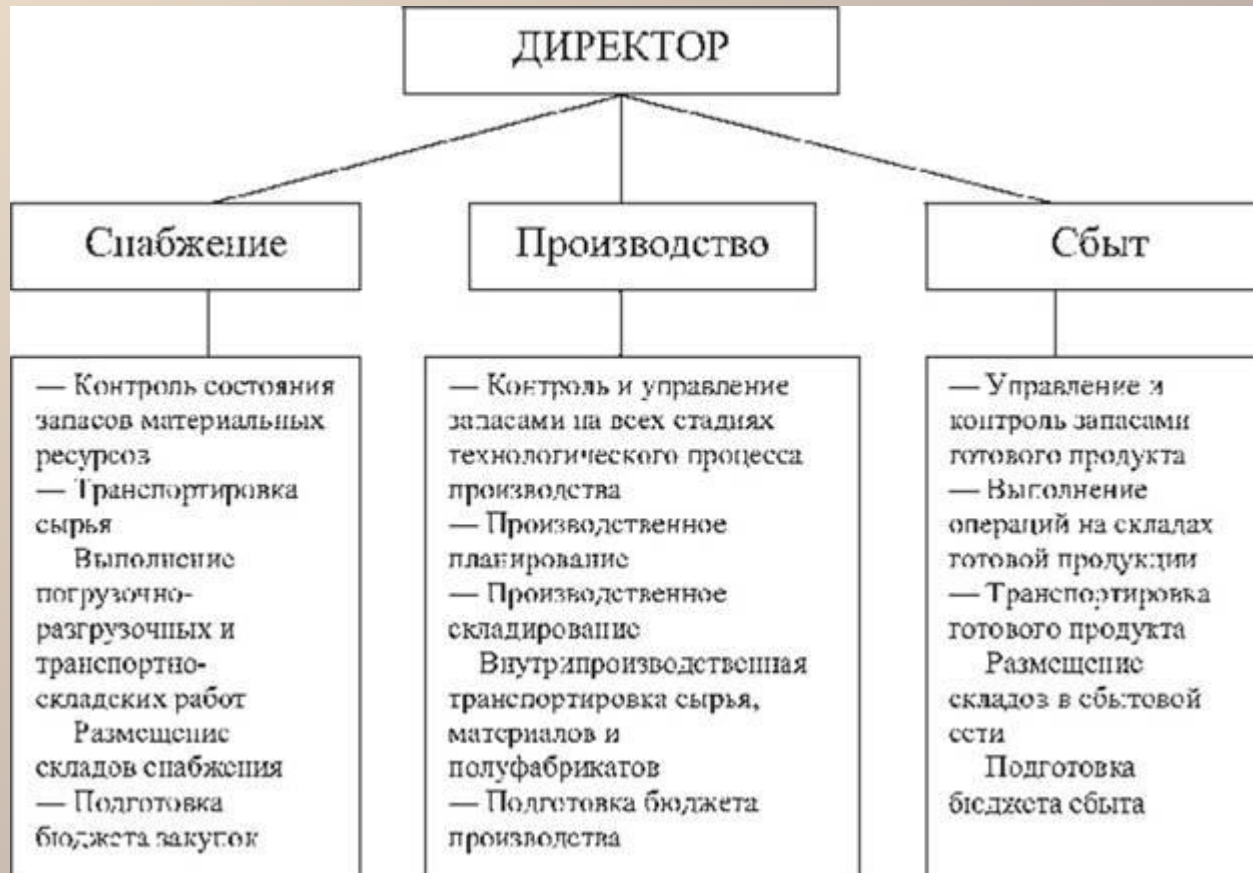 ДИРЕКТОР
Снабжение
Производство
Сбыт
— Контроль состояния
запасов материальных
ресурсов
— Транспортировка
сырья
Выполнение
погрузочно-
разгрузочных и
транспортно-
складских работ
Размещение
складов снабжения
— Подготовка
бюджета закупок
— Контроль и управление
запасами на всех стадиях
технологического процесса
производства
— Производственное
планирование
— Производственное
складирование
Внутрипроизводственная
транспортировка сырья,
материалов и
полуфабрикатов
— Подготовка бюджета
производства
— Управление и
контроль запасами
готового продукта
— Выполнение
операций на складах
готовой продукции
— Транспортировка
готового продукта
Размещение
складов в сбытовой
сети
Подготовка
бюджета сбыта